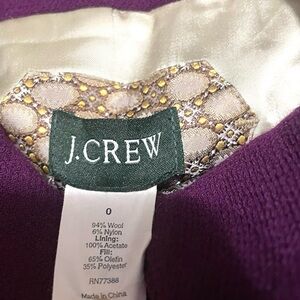 J.CREW
0
94% Wool
6% Nylon
Lining:
100% Acetate
Fill:
65% Olefin
35% Polyester
RN77388
Made in China